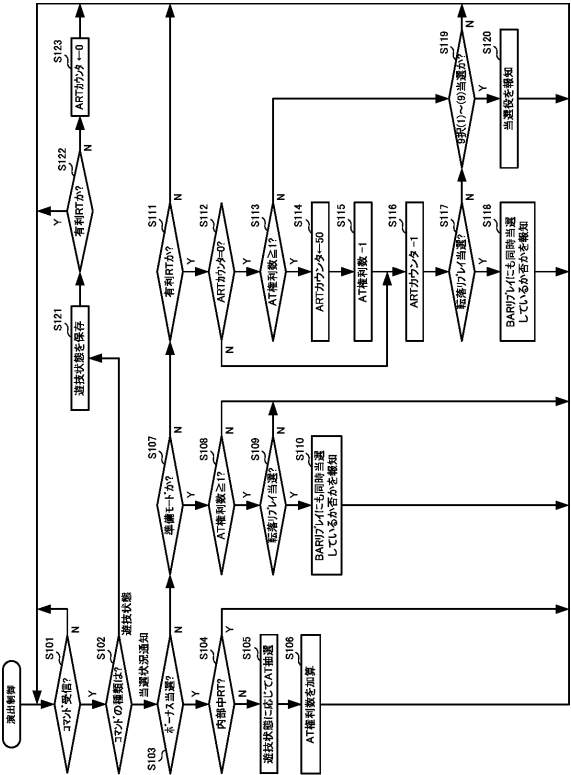 演出制御
S101
コマンド受信?
N
Y
S102
コマンドの種類は?
遊技状態
当選状況通知
S103
ボーナス当選?
N
Y
S104
内部中RT?
Y
N
S105
遊技状態に応じてAT抽選
S106
AT権利数を加算
S107
準備モードか?
N
Y
S108
AT権利数≧1?
N
Y
S109
転落リプレイ当選?
N
Y
S110
BARリプレイにも同時当選
しているか否かを報知
S111
有利RTか?
N
Y
S112
ARTカウンタ=0?
N
Y
S113
AT権利数≧1?
N
Y
S114
ARTカウンタ←50
S115
AT権利数-1
S116
ARTカウンタ-1
S117
転落リプレイ当選?
N
Y
S118
BARリプレイにも同時当選
しているか否かを報知
S119
9択(1)~(9)当選か?
N
Y
S120
当選役を報知
S121
遊技状態を保存
S122
有利RTか?
Y
N
S123
ARTカウンタ←0